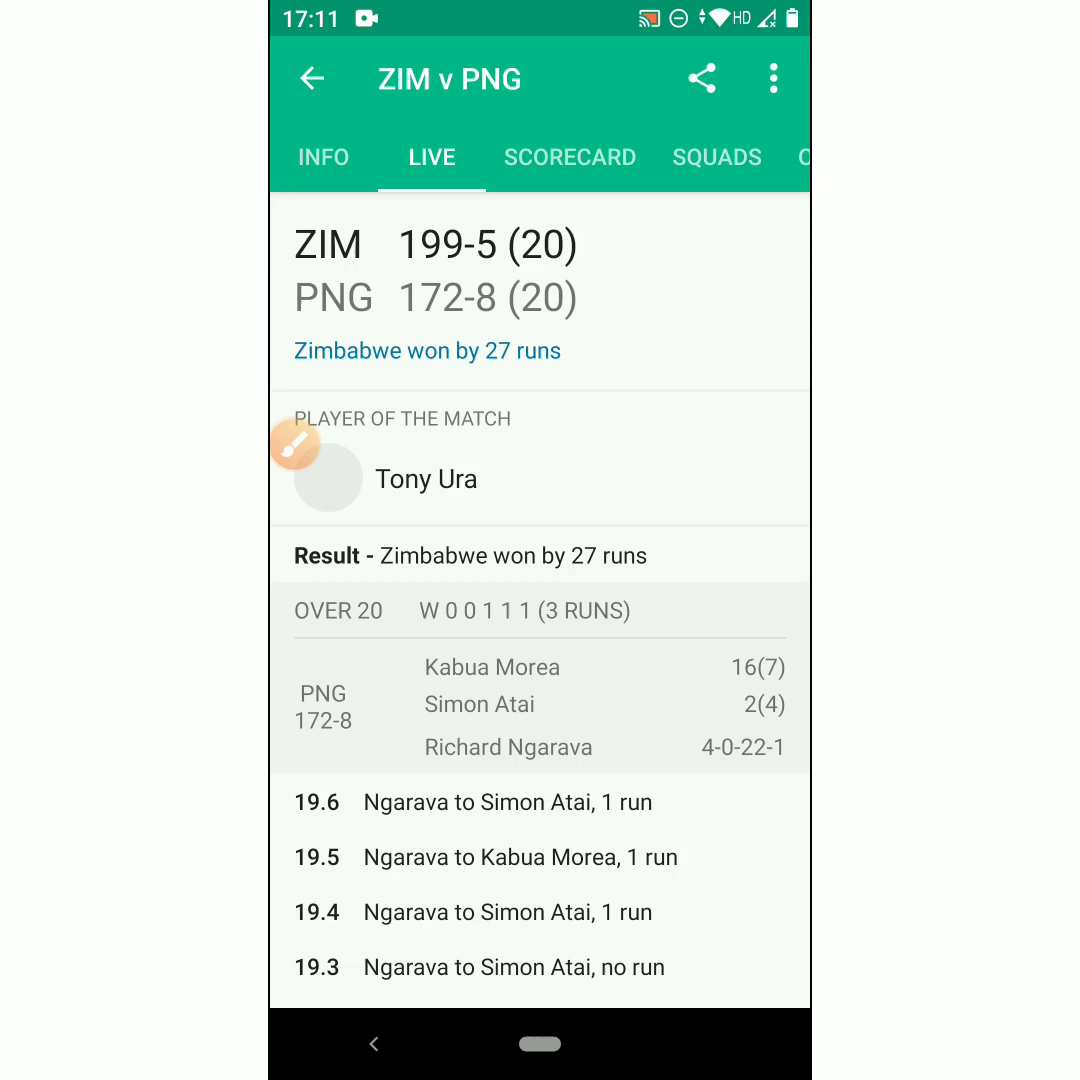 17:11 HD
ZIM v PNG
INFO LIVE SCORECARD SQUADS
ZIM 199-5 (20)
PNG 172-8 (20)
Zimbabwe won by 27 runs
PLAYER OF THE MATCH
Tony Ura
Result - Zimbabwe won by 27 runs
OVER 20 W 0 0 1 1 1 (3 RUNS)
Kabua Morea 16(7)
PNG
Simon Atai 2(4)
172-8
Richard Ngarava 4-0-22-1
19.6 Ngarava to Simon Atai, 1 run
19.5 Ngarava to Kabua Morea, 1 run
19.4 Ngarava to Simon Atai, 1 run
19.3 Ngarava to Simon Atai, no run